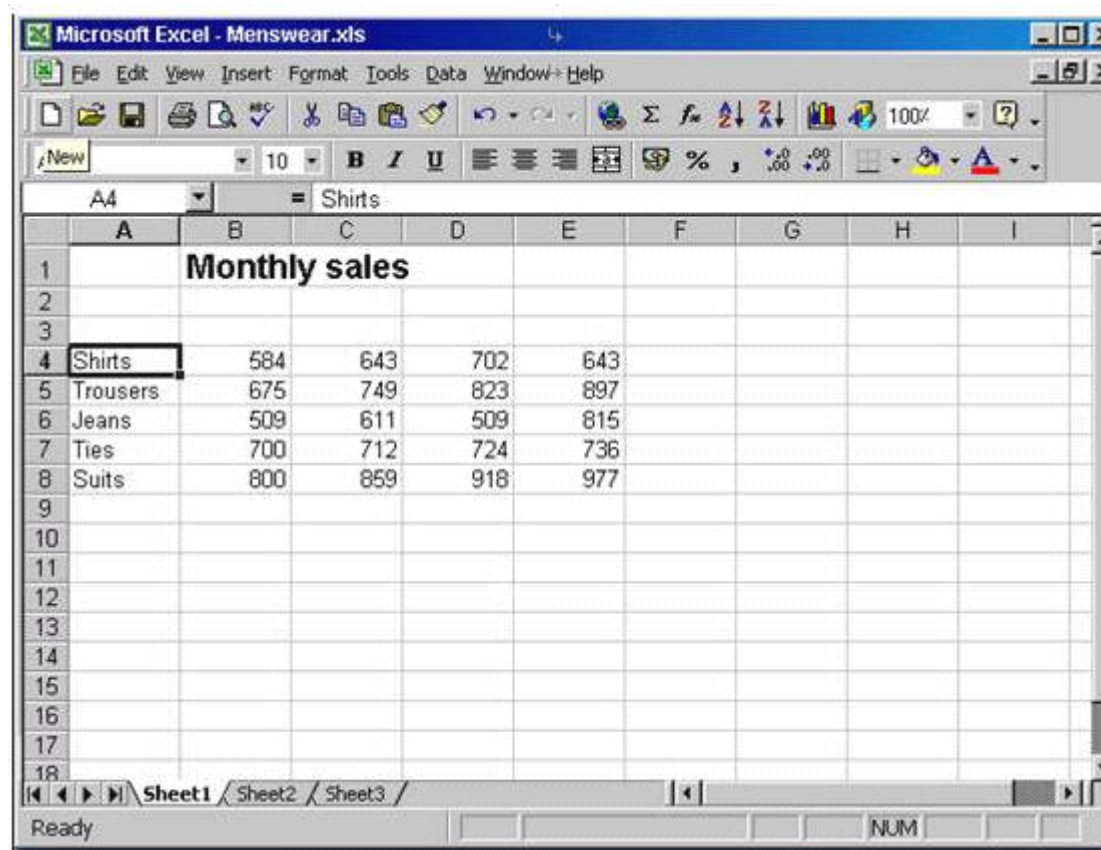 Microsoft Excel - Menswear.xls
File Edit View Insert Format Tools Data Window Help
ABC Σ 100%
New 10 B I U %
A4 = Shirts
A B C D E F G H I
1 Monthly sales
2
3
4 Shirts 584 643 702 643
5 Trousers 675 749 823 897
6 Jeans 509 611 509 815
7 Ties 700 712 724 736
8 Suits 800 859 918 977
9
10
11
12
13
14
15
16
17
18
Sheet1 Sheet2 Sheet3
Ready NUM